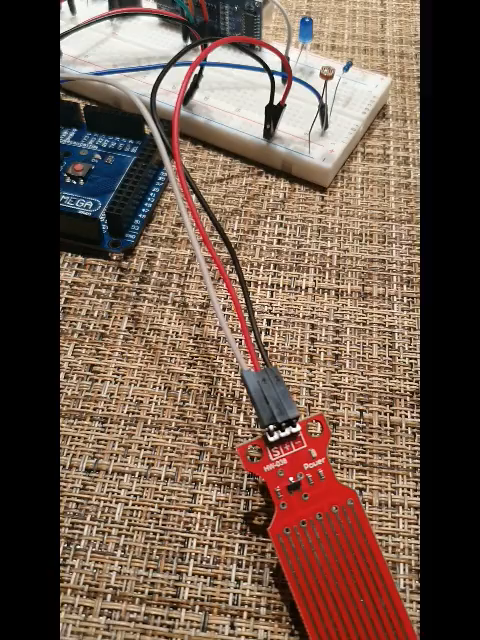 MEGA
S + -
HW-038
Power